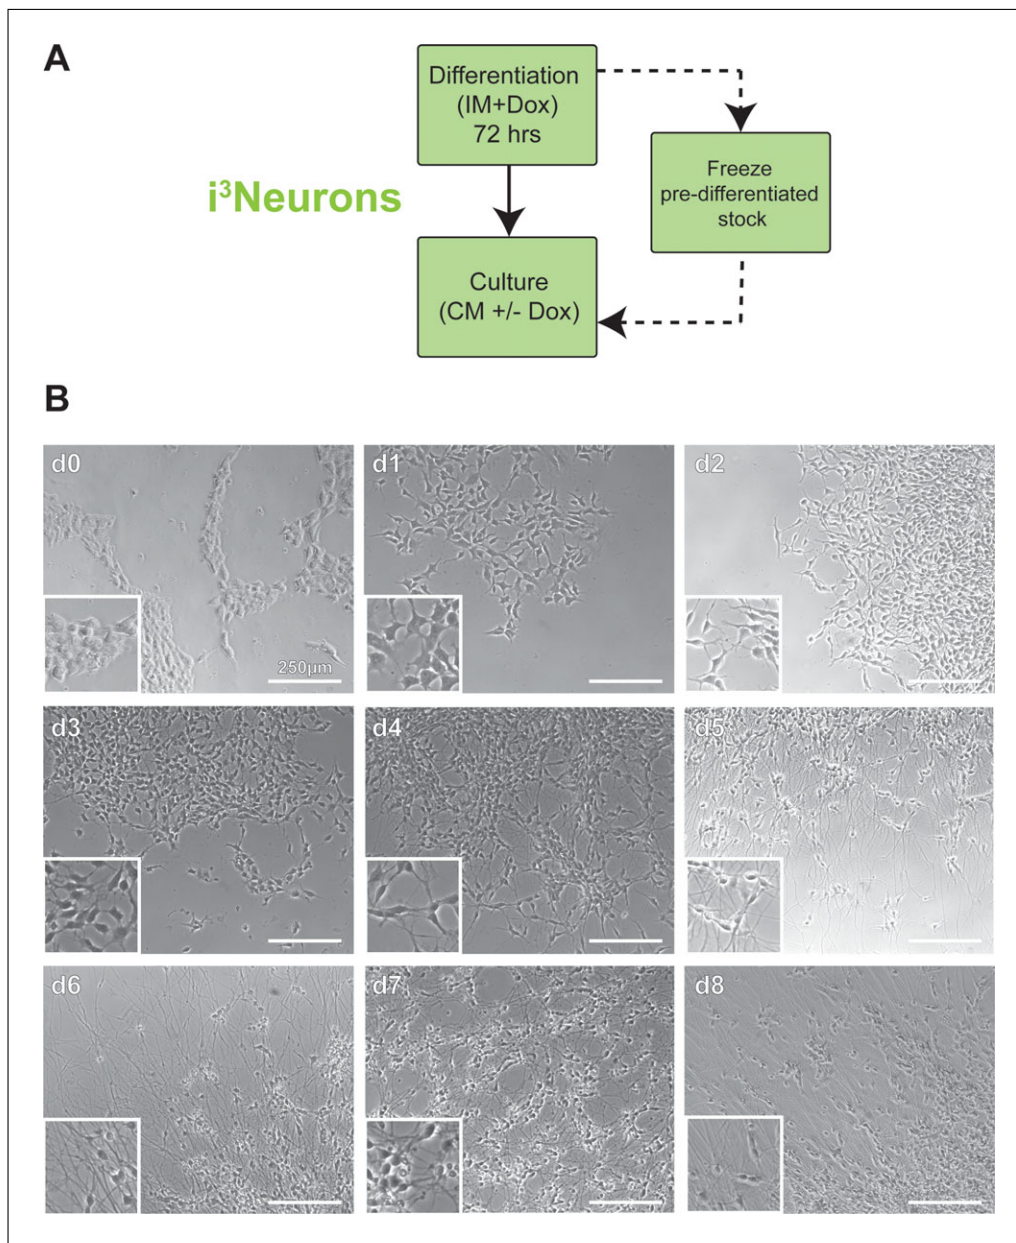 A
Differentiation
(IM+Dox)
72 hrs
Freeze
pre-differentiated
stock
i³Neurons
Culture
(CM +/- Dox)
B
d0
250µm
d1
d2
d3
d4
d5
d6
d7
d8